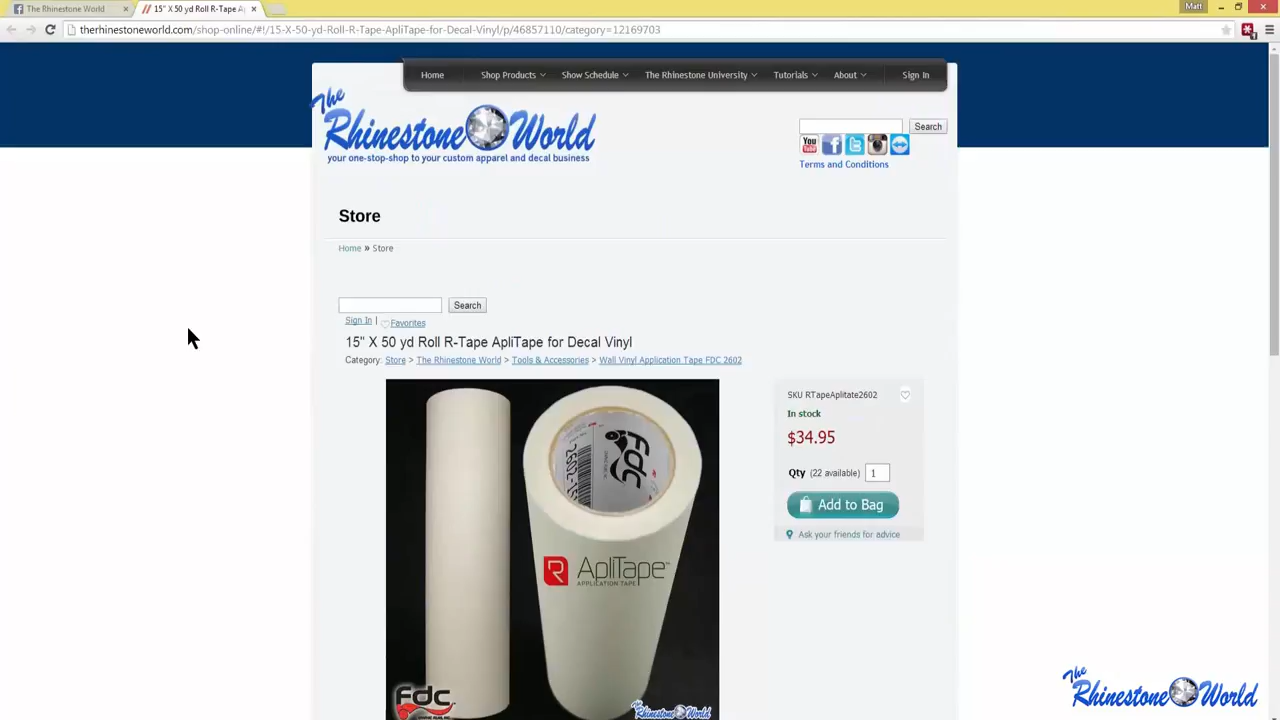 The Rhinestone World
15" X 50 yd Roll R-Tape Ap
Matt
therhinestoneworld.com/shop-online/#!/15-X-50-yd-Roll-R-Tape-ApliTape-for-Decal-Vinyl/p/46857110/category=12169703
Home
Shop Products
Show Schedule
The Rhinestone University
Tutorials
About
Sign In
The
Rhinestone World
your one-stop-shop to your custom apparel and decal business
Search
You
Terms and Conditions
Store
Home » Store
Search
Sign In | Favorites
15" X 50 yd Roll R-Tape ApliTape for Decal Vinyl
Category: Store > The Rhinestone World > Tools & Accessories > Wall Vinyl Application Tape FDC 2602
SKU RTapeAplitate2602
In stock
$34.95
Qty (22 available) 1
Add to Bag
Ask your friends for advice
fdc
R ApliTape
APPLICATION TAPE
Fdc
Rhinestone World
The
Rhinestone World